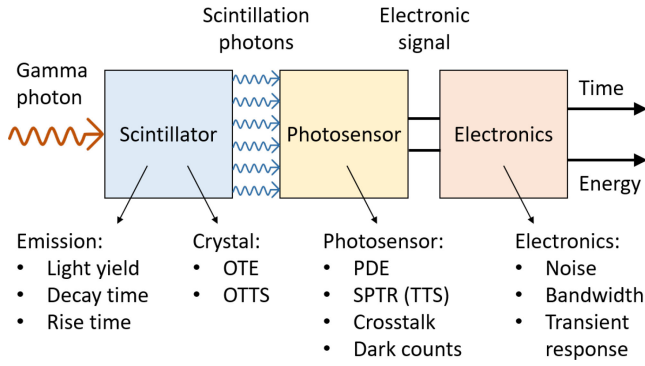 Scintillation
photons
Electronic
signal
Gamma
photon
Scintillator
Photosensor
Electronics
Time
Energy
Emission:
• Light yield
• Decay time
• Rise time
Crystal:
• OTE
• OTTS
Photosensor:
• PDE
• SPTR (TTS)
• Crosstalk
• Dark counts
Electronics:
• Noise
• Bandwidth
• Transient
response